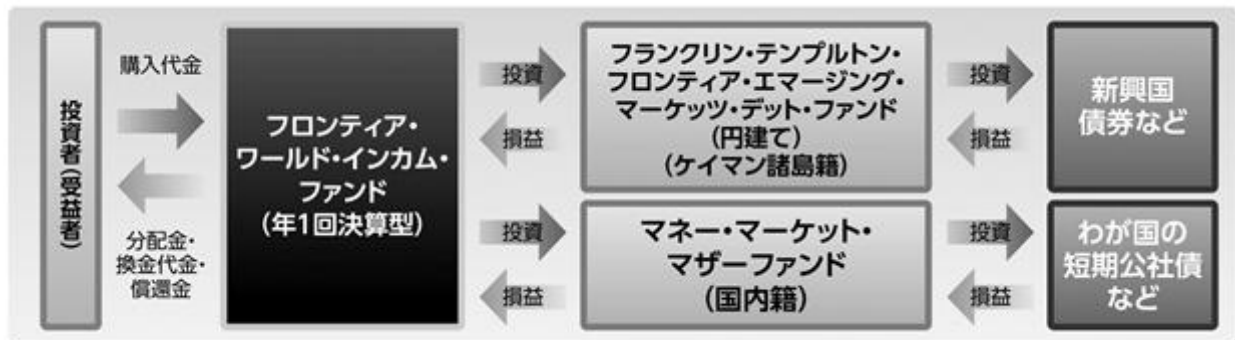 投資者(受益者)
購入代金
分配金・
換金代金・
償還金
フロンティア・
ワールド・インカム・
ファンド
(年1回決算型)
投資
損益
フランクリン・テンプルトン・
フロンティア・エマージング・
マーケッツ・デット・ファンド
(円建て)
(ケイマン諸島籍)
投資
損益
新興国
債券など
投資
損益
マネー・マーケット・
マザーファンド
(国内籍)
投資
損益
わが国の
短期公社債
など